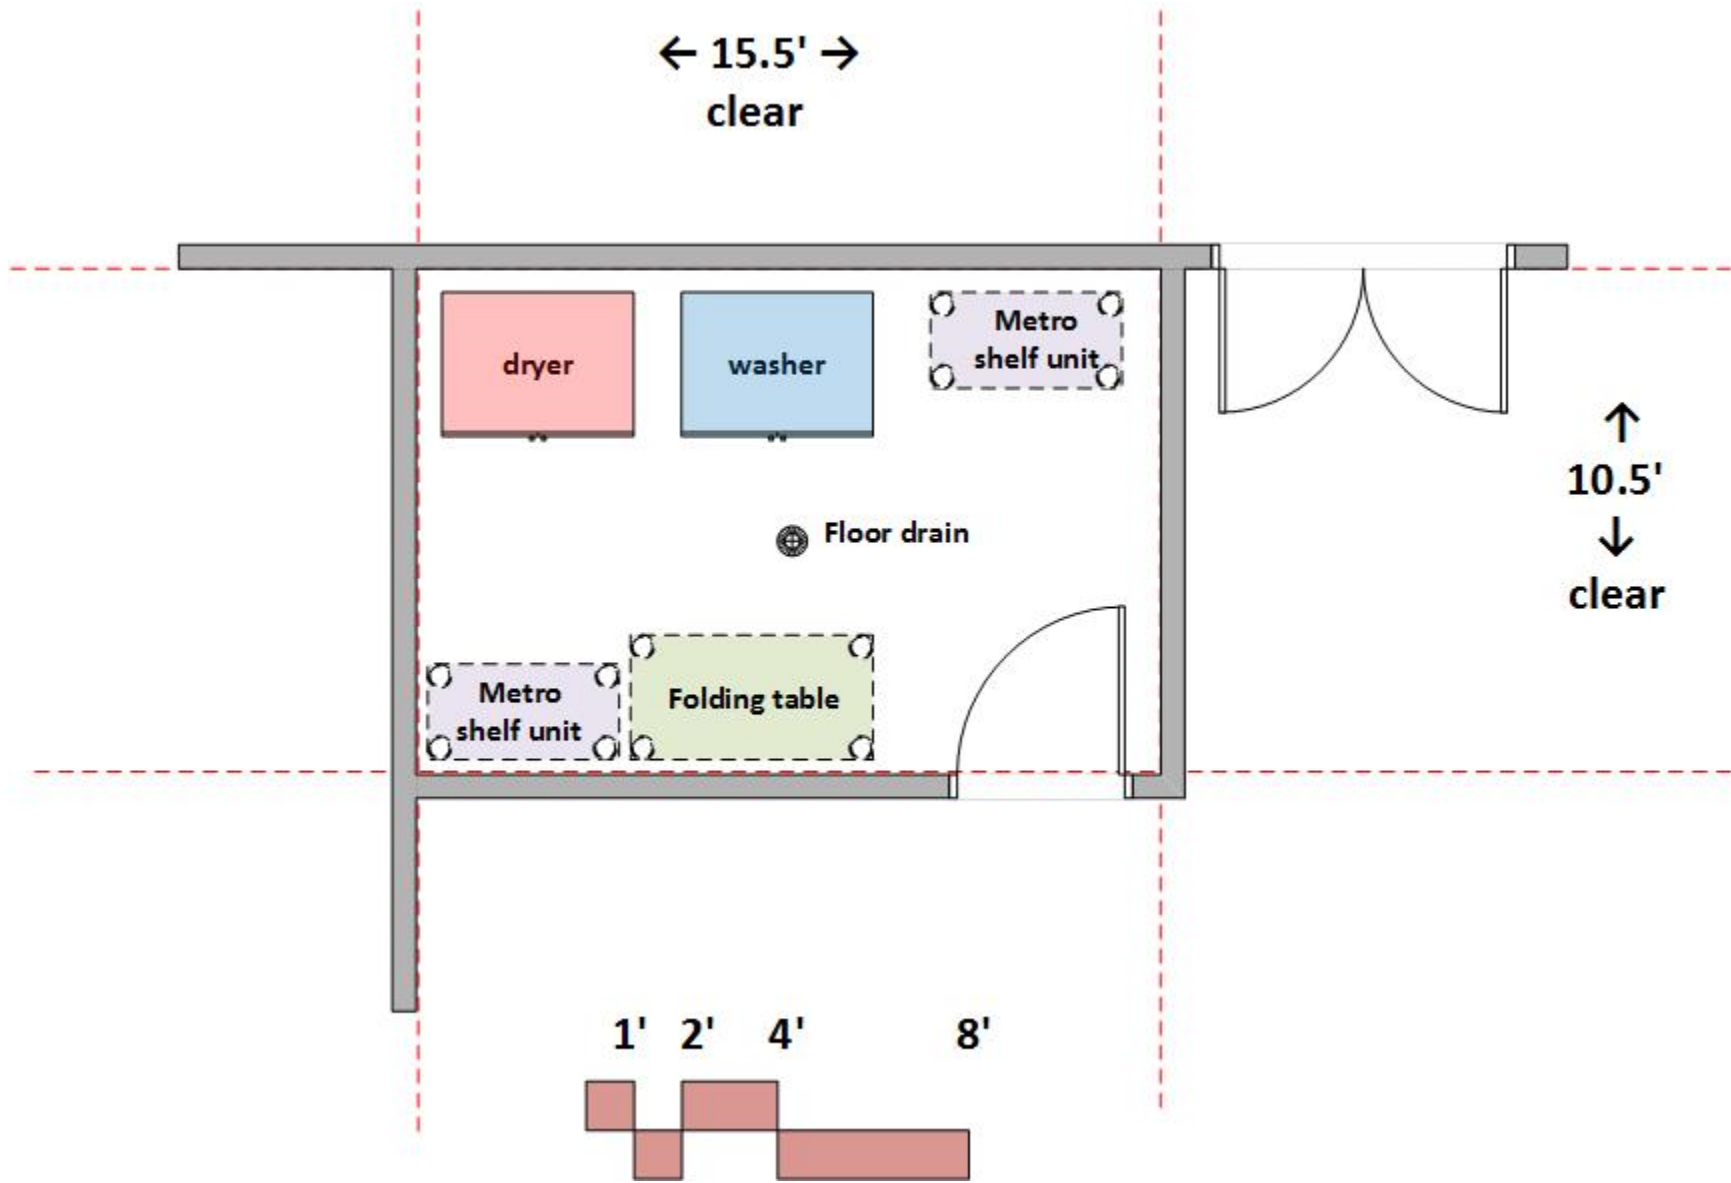 ← 15.5' →
clear
dryer
washer
Metro
shelf unit
↑
10.5'
↓
clear
Floor drain
Metro
shelf unit
Folding table
1' 2' 4' 8'